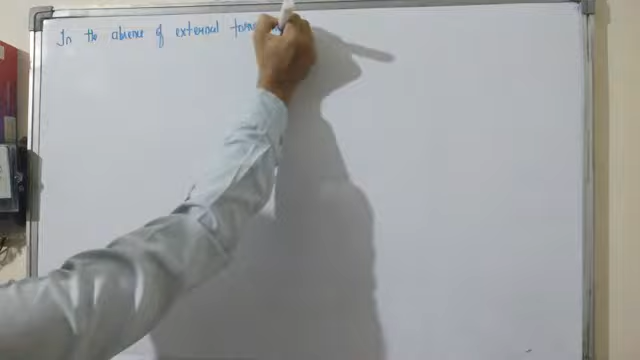 In the absence of external